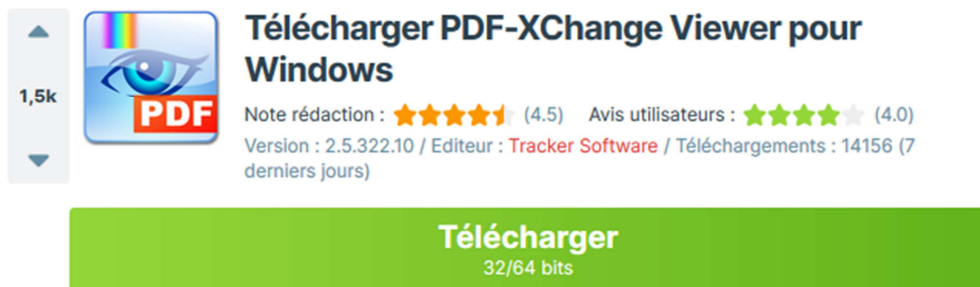 Télécharger PDF-XChange Viewer pour
Windows
1,5k
PDF
Note rédaction : (4.5) Avis utilisateurs : (4.0)
Version : 2.5.322.10 / Editeur : Tracker Software / Téléchargements : 14156 (7
derniers jours)
Télécharger
32/64 bits